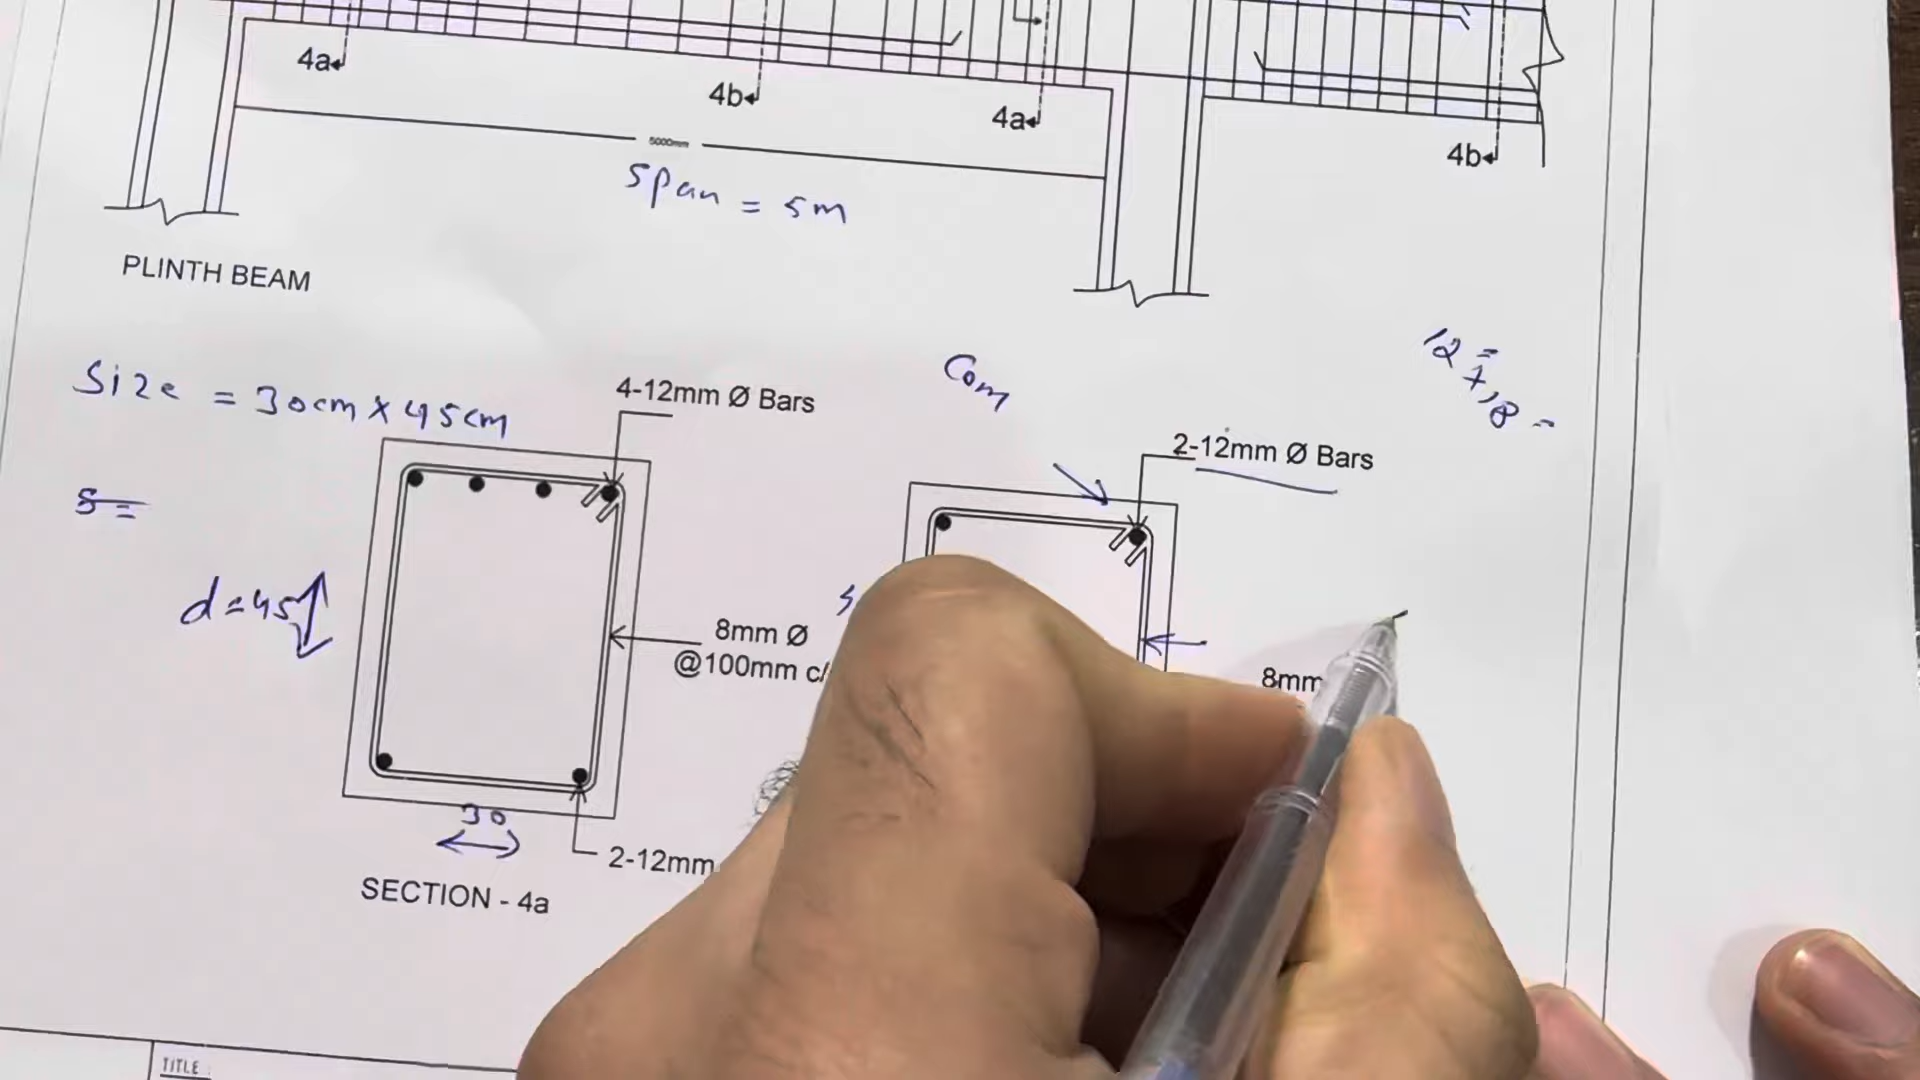 4a
4b
4a
4b
5000mm
Span = 5m
PLINTH BEAM
Size = 30cm x 45cm
4-12mm Ø Bars
Com
2-12mm Ø Bars
d=45
8mm Ø
@100mm c/
8mm
30
2-12mm
SECTION - 4a
TITLE